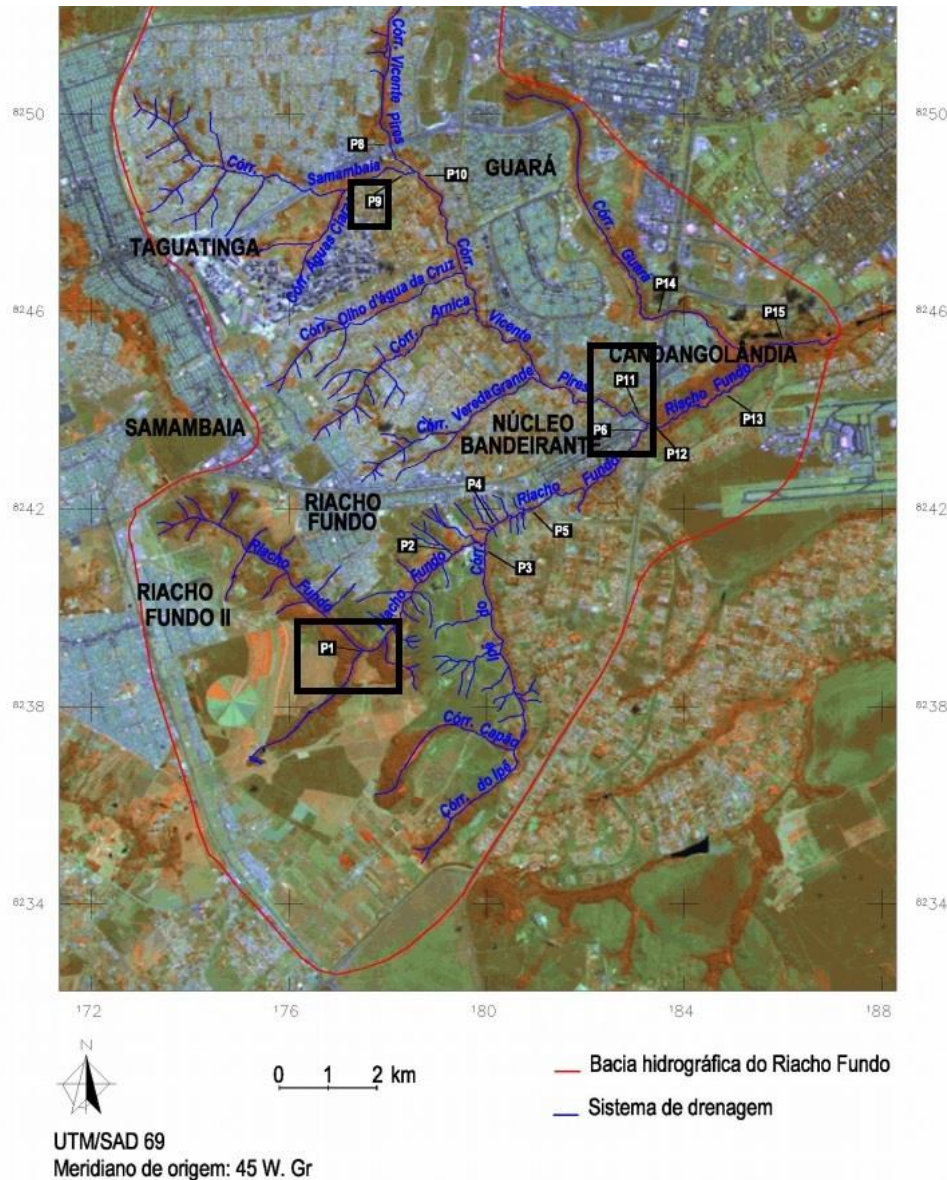 Córr. Vicente Pires
8250
8250
P8
GUARÁ
Córr.
Samambaia
P10
P9
TAGUATINGA
Córr. Águas Claras
Córr.
Guará
Córr. Olho d'água da Cruz
Córr.
P14
8246
8246
Córr. Arnica
Vicente
P15
CANDANGOLÂNDIA
Pires
P11
Riacho Fundo
Córr. Vereda Grande
P13
SAMAMBAIA
NÚCLEO
BANDEIRANTE
P6
P12
P4
Riacho Fundo
8242
8242
RIACHO
FUNDO
P5
P2
P3
Riacho Fundo
Riacho Fundo
Córr. do Ipê
RIACHO
FUNDO II
P1
8238
8238
Córr. Capão
Córr. do Ipê
8234
8234
172
176
180
184
188
N
0 1 2 km
Bacia hidrográfica do Riacho Fundo
Sistema de drenagem
UTM/SAD 69
Meridiano de origem: 45 W. Gr